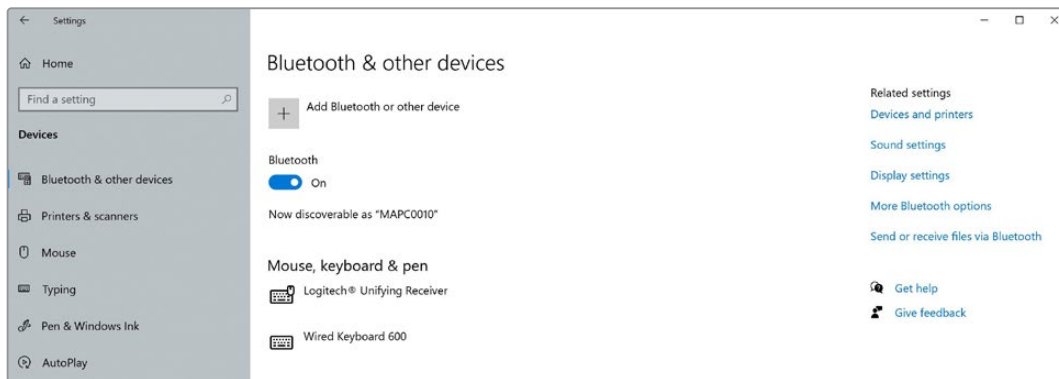 Settings
Home
Find a setting
Devices
Bluetooth & other devices
Printers & scanners
Mouse
Typing
Pen & Windows Ink
AutoPlay
Bluetooth & other devices
Add Bluetooth or other device
Bluetooth
On
Now discoverable as “MAPC0010”
Mouse, keyboard & pen
Logitech® Unifying Receiver
Wired Keyboard 600
Related settings
Devices and printers
Sound settings
Display settings
More Bluetooth options
Send or receive files via Bluetooth
Get help
Give feedback